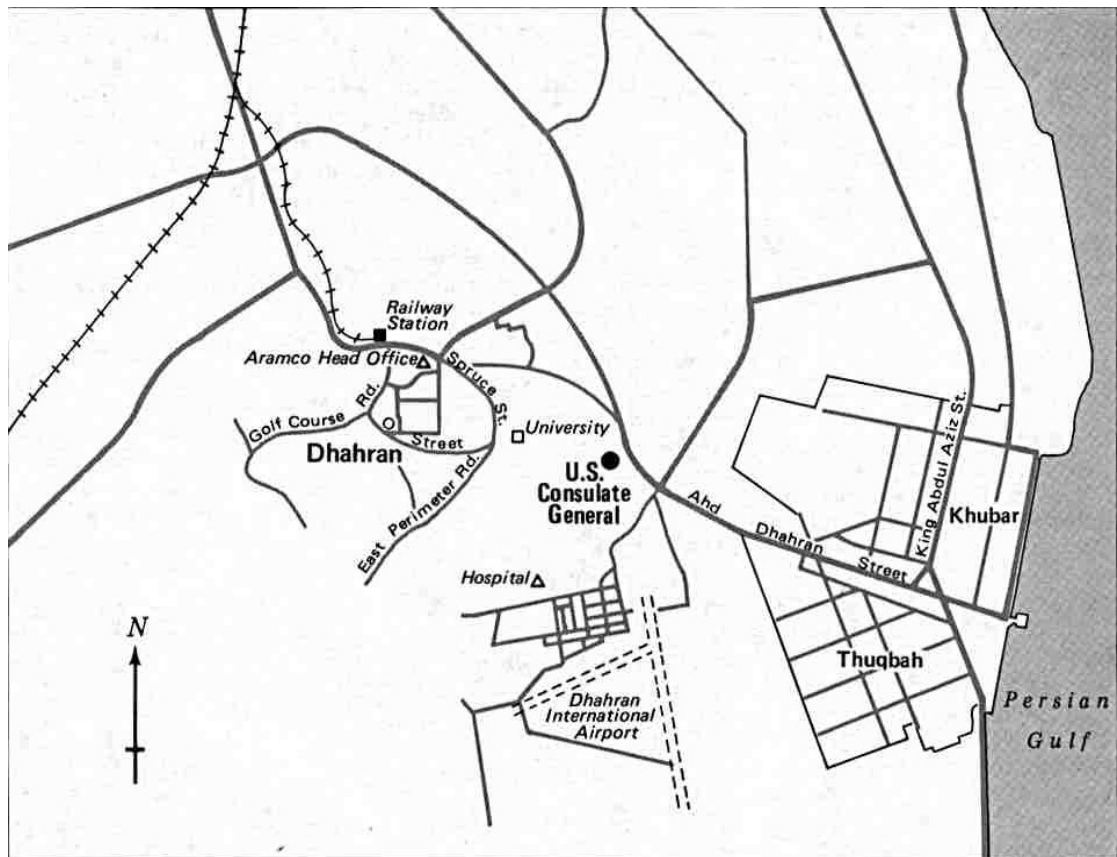 Railway
Station
Aramco Head Office
Spruce St.
Golf Course Rd.
O Street
University
Dhahran
East Perimeter Rd.
U.S.
Consulate
General
Ahd Dhahran Street
King Abdul Aziz St.
Khubar
Hospital
N
Thuqbah
Dhahran
International
Airport
Persian
Gulf